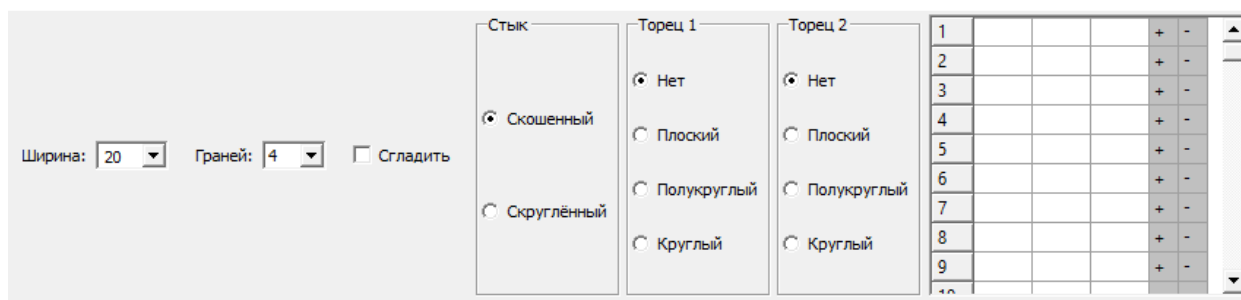 Ширина: 20 Граней: 4 Сгладить
Стык
Скошенный
Скруглённый
Торец 1
Нет
Плоский
Полукруглый
Круглый
Торец 2
Нет
Плоский
Полукруглый
Круглый
1 + -
2 + -
3 + -
4 + -
5 + -
6 + -
7 + -
8 + -
9 + -